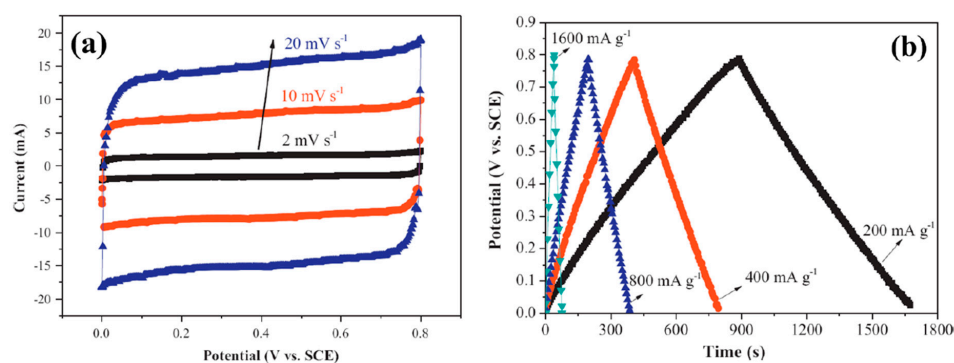 (a)
20 mV s-1
10 mV s-1
2 mV s-1
20
15
10
5
0
-5
-10
-15
-20
Current (mA)
0.0
0.2
0.4
0.6
0.8
Potential (V vs. SCE)
(b)
1600 mA g-1
200 mA g-1
400 mA g-1
800 mA g-1
0.9
0.8
0.7
0.6
0.5
0.4
0.3
0.2
0.1
0.0
Potential (V vs. SCE)
0
300
600
900
1200
1500
1800
Time (s)